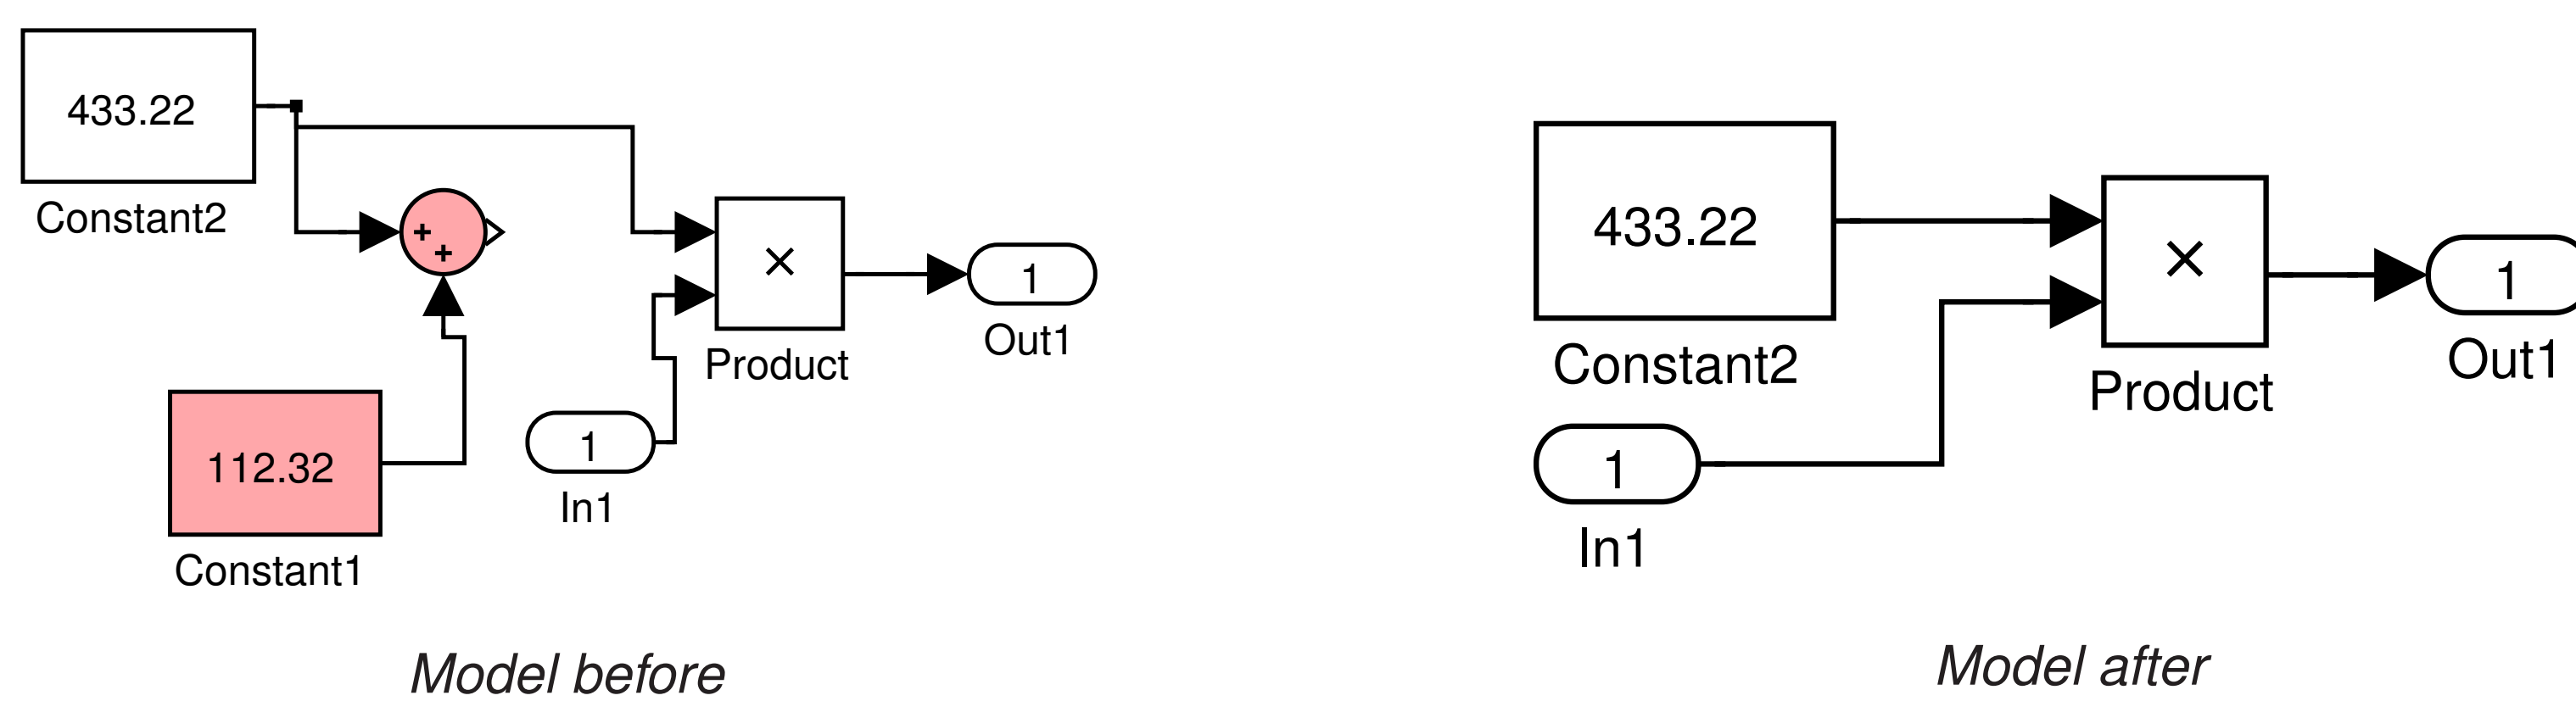 433.22
Constant2
+
+
×
Product
1
Out1
112.32
Constant1
1
In1
Model before
433.22
Constant2
×
Product
1
Out1
1
In1
Model after